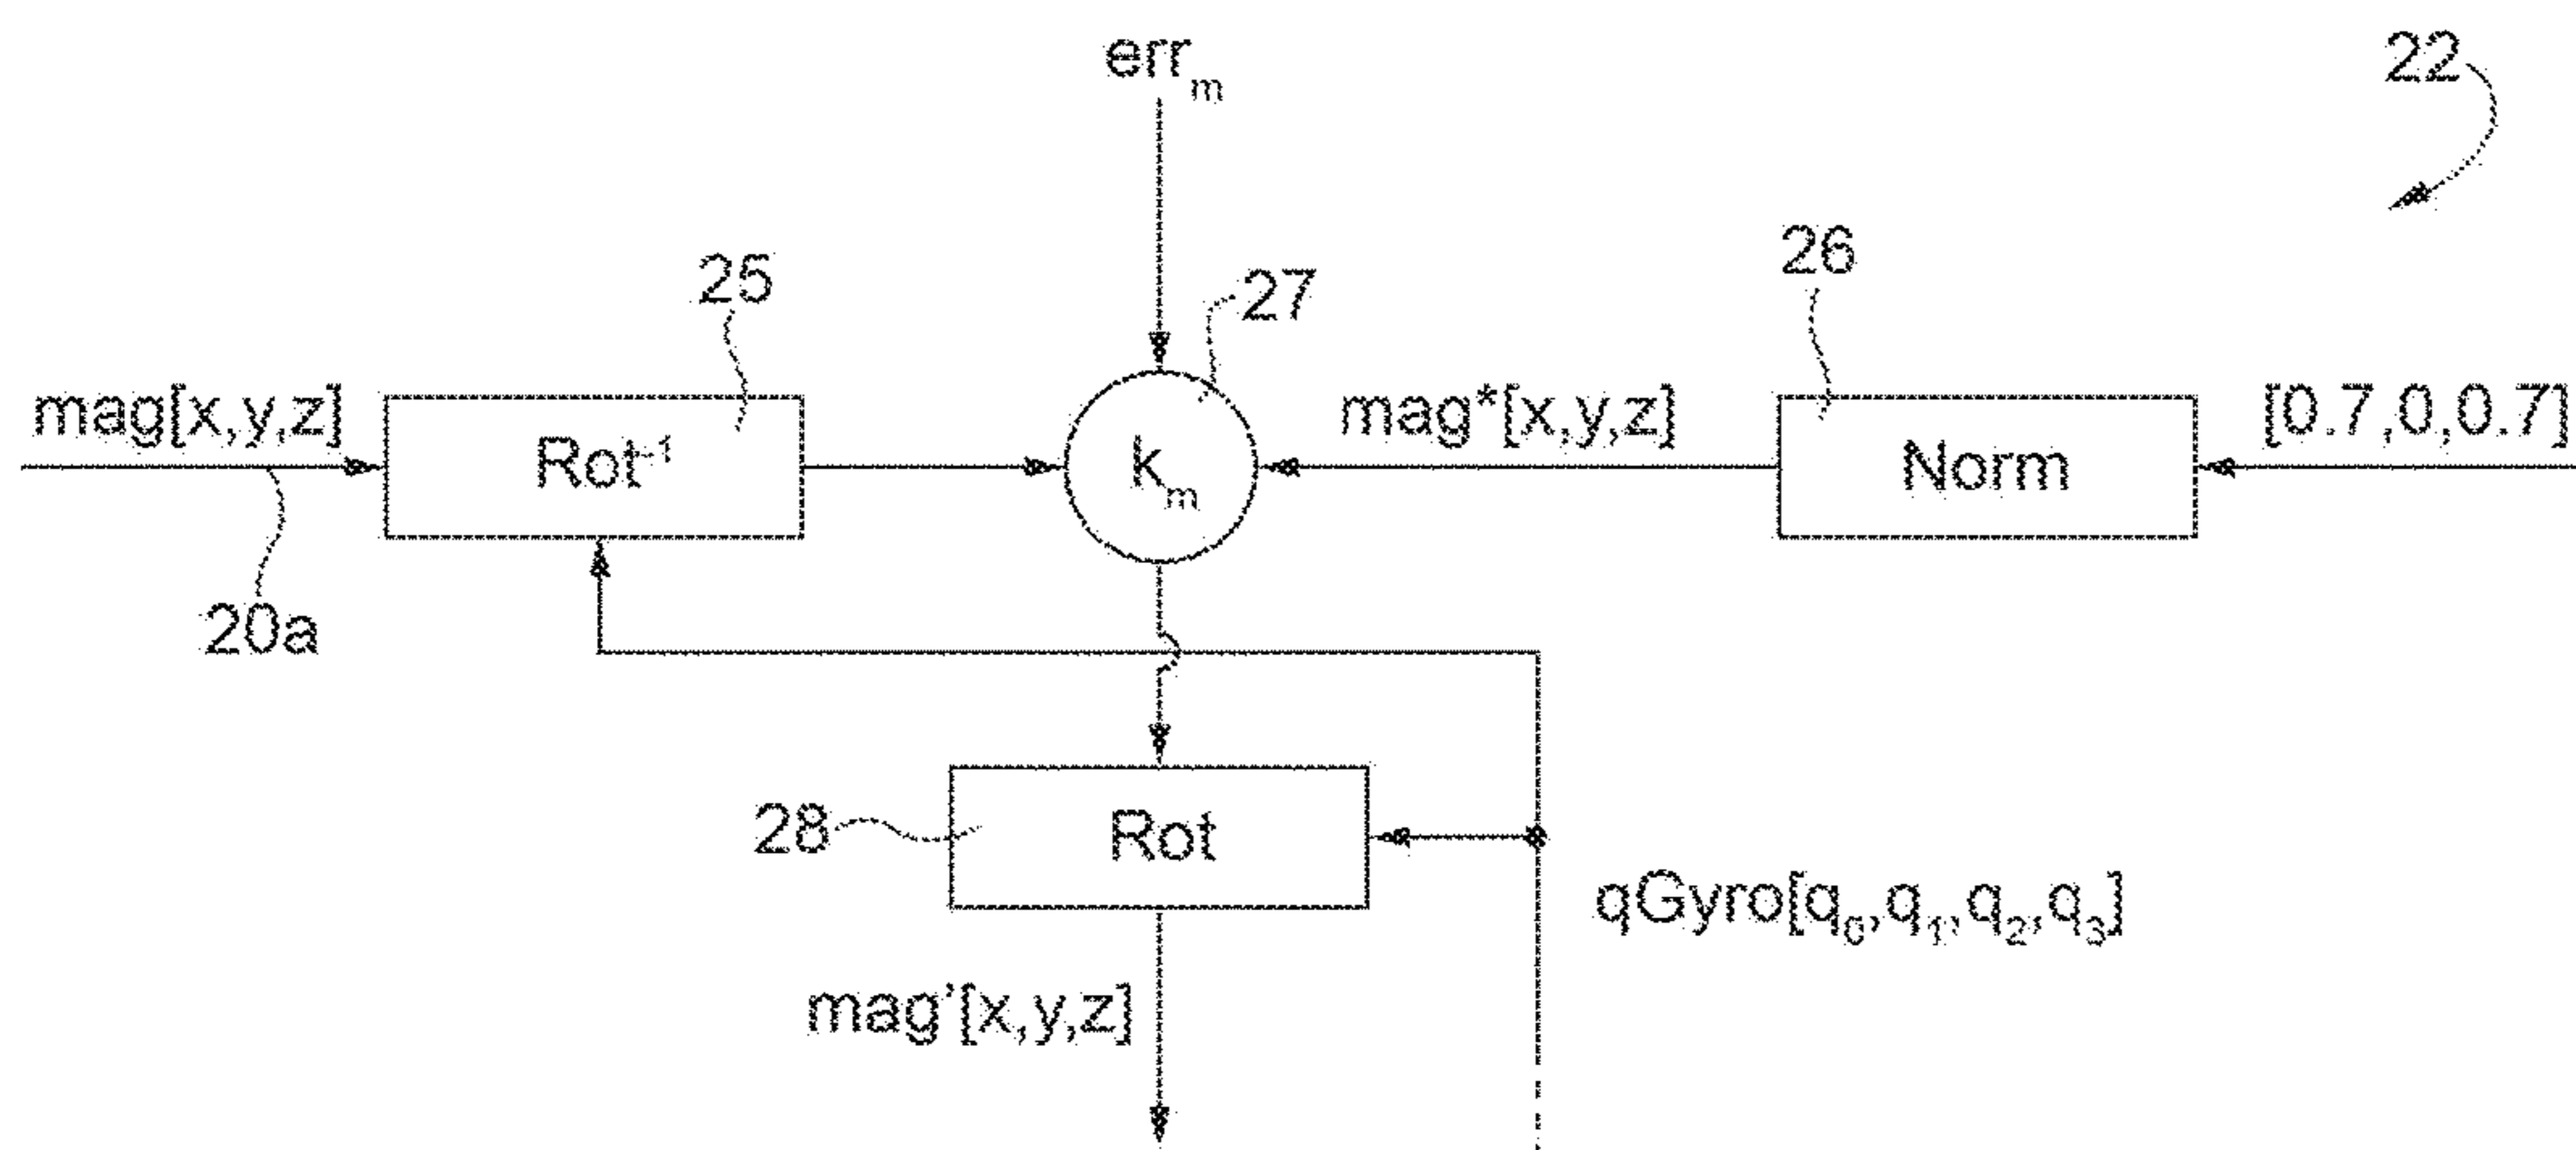 err_m
22
25
27
26
mag[x,y,z]
Rot⁻¹
k_m
mag*[x,y,z]
Norm
[0.7,0,0.7]
20a
28
Rot
qGyro[q₀,q₁,q₂,q₃]
mag'[x,y,z]